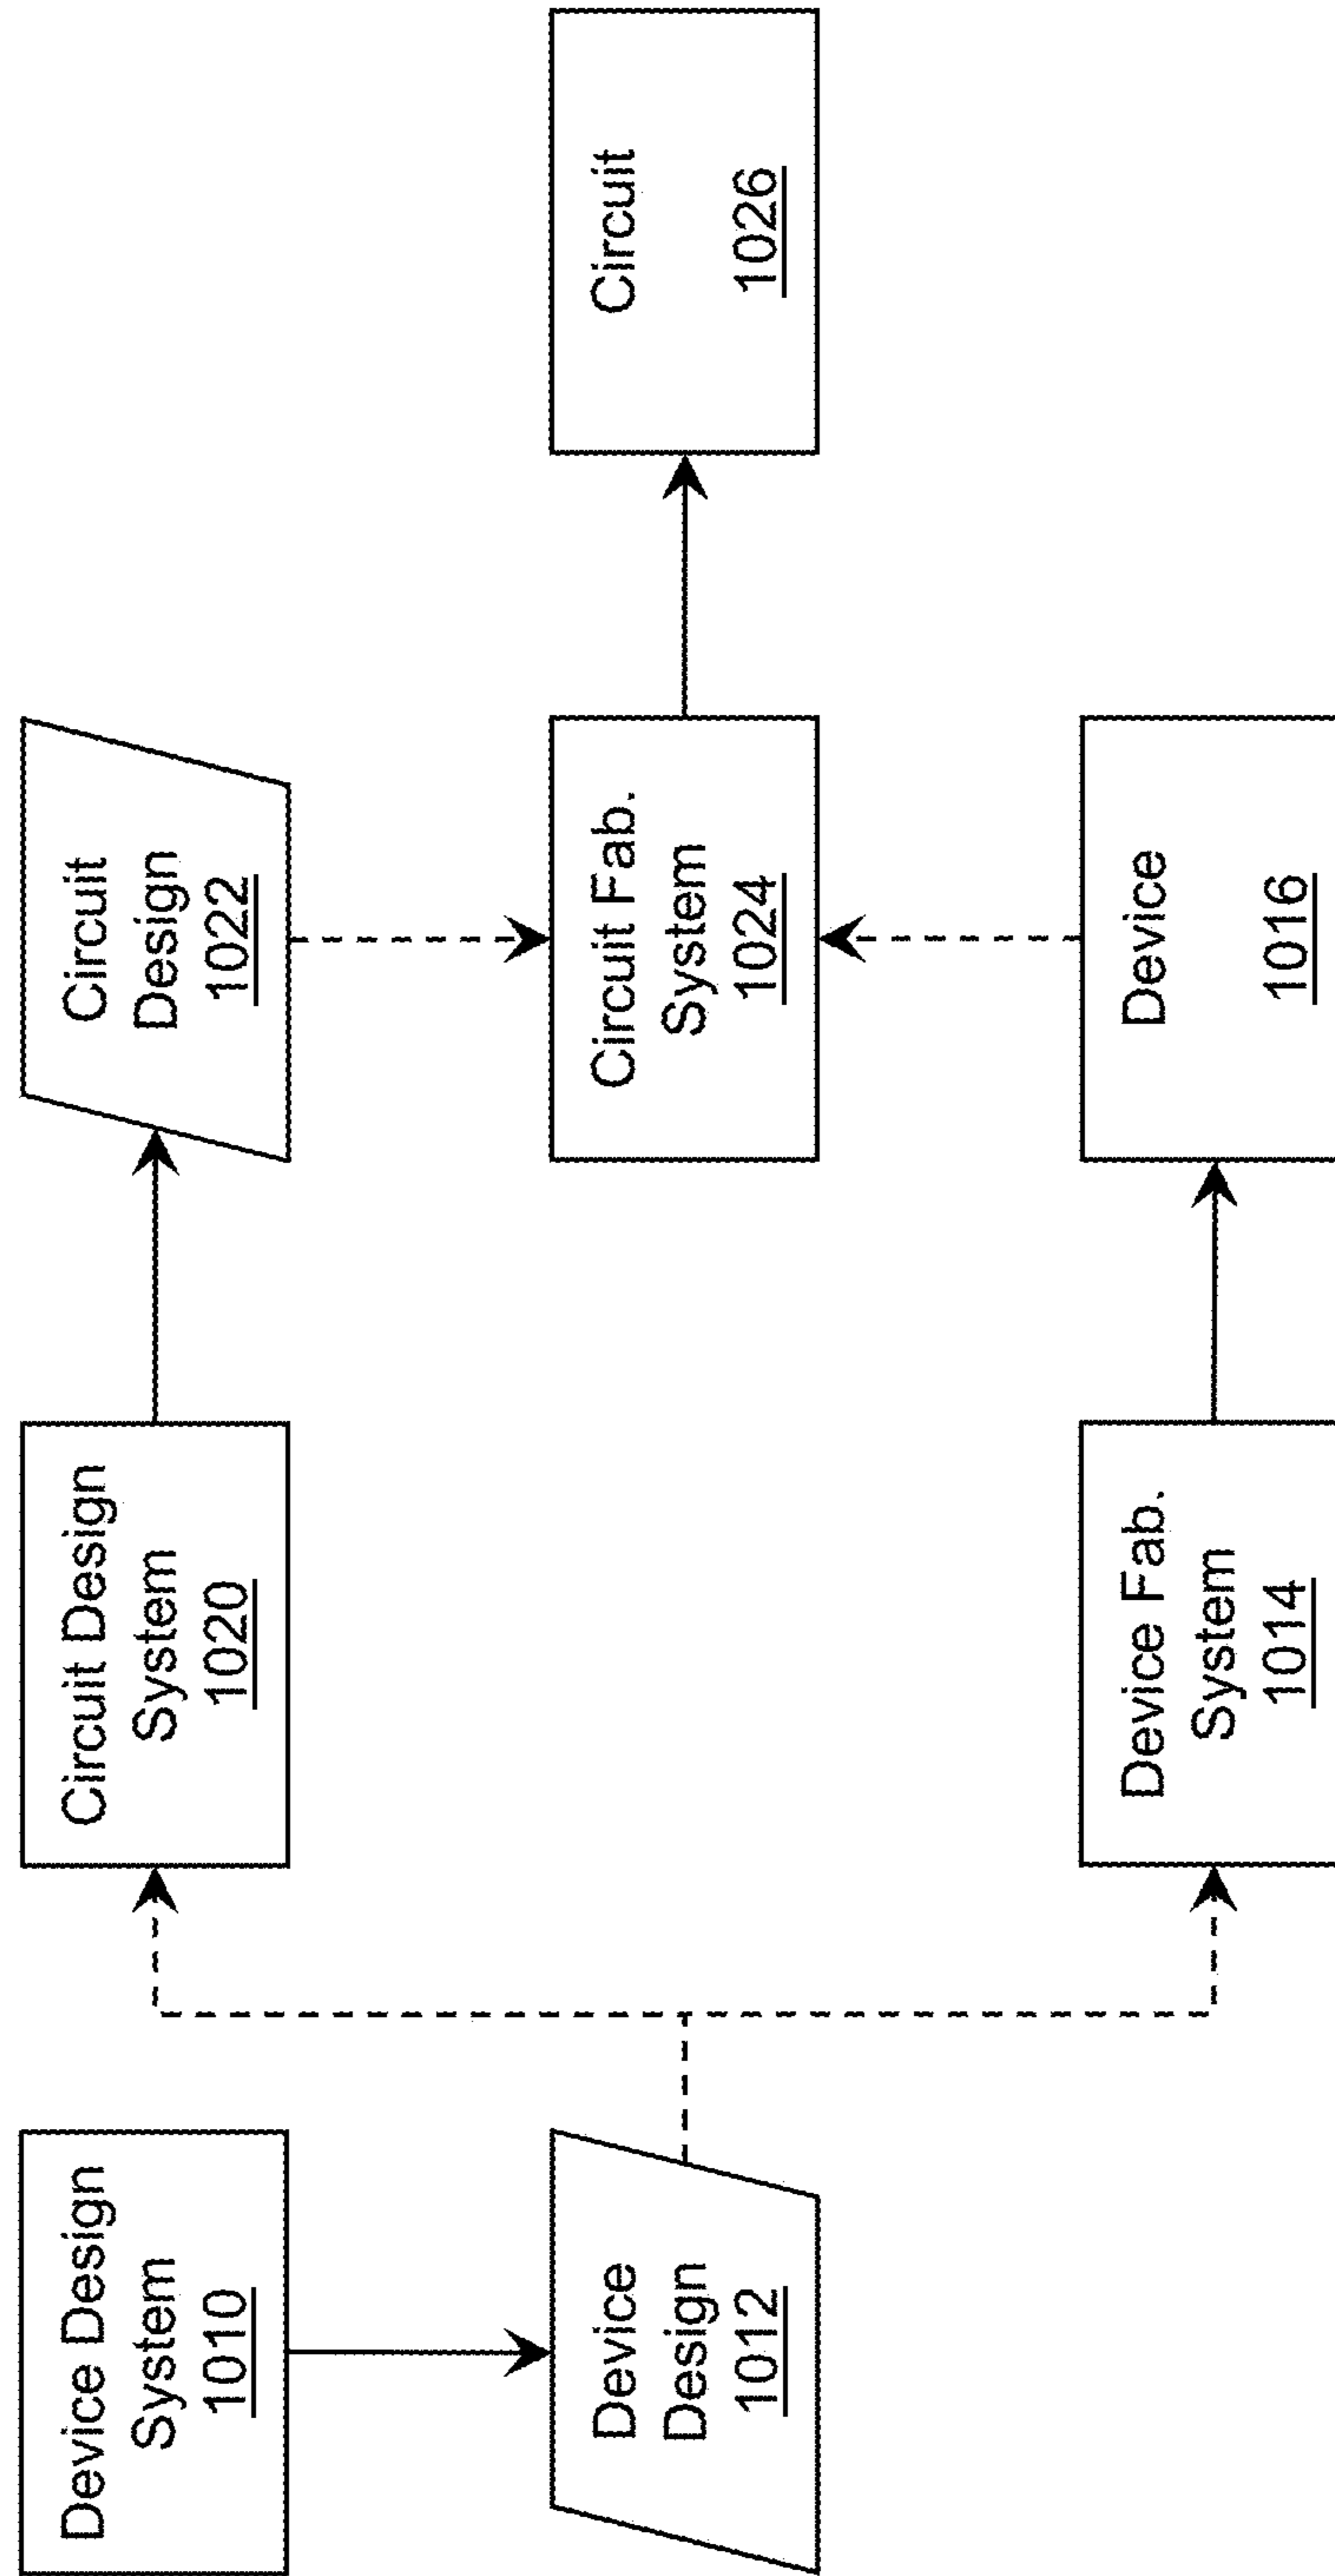 Device Design
System
1010
Device
Design
1012
Circuit Design
System
1020
Device Fab.
System
1014
Circuit
Design
1022
Circuit Fab.
System
1024
Device
1016
Circuit
1026